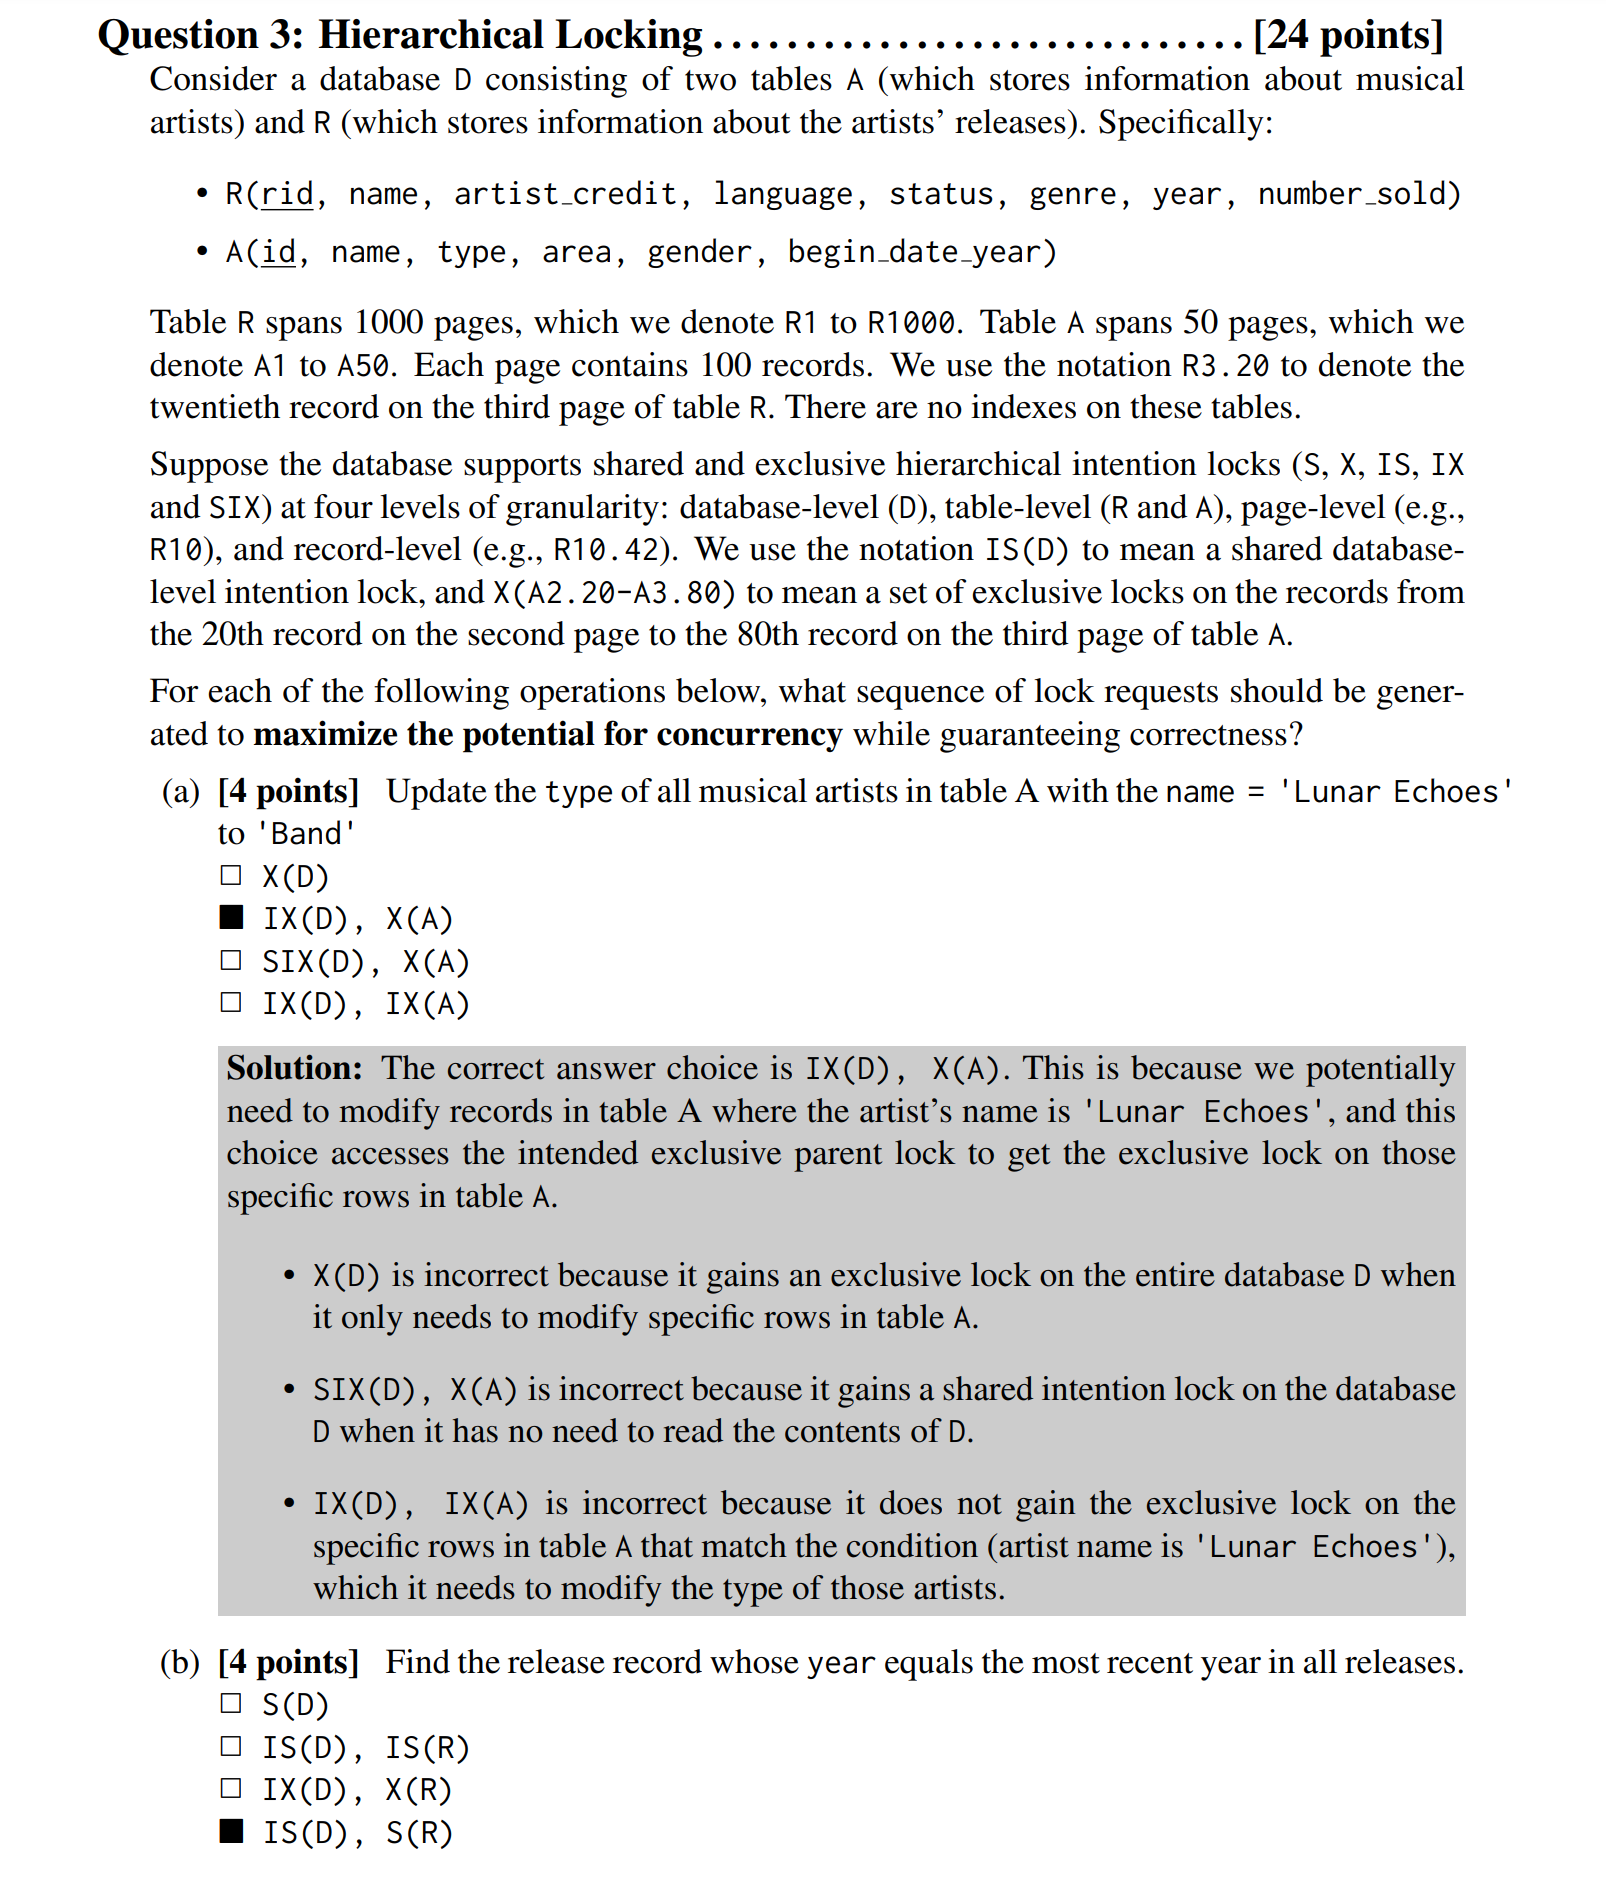 Question 3: Hierarchical Locking . . . . . . . . . . . . . . . . . . . . . . . . . . . . . [24 points]
Consider a database D consisting of two tables A (which stores information about musical
artists) and R (which stores information about the artists’ releases). Specifically:
• R(rid, name, artist_credit, language, status, genre, year, number_sold)
• A(id, name, type, area, gender, begin_date_year)
Table R spans 1000 pages, which we denote R1 to R1000. Table A spans 50 pages, which we
denote A1 to A50. Each page contains 100 records. We use the notation R3.20 to denote the
twentieth record on the third page of table R. There are no indexes on these tables.
Suppose the database supports shared and exclusive hierarchical intention locks (S, X, IS, IX
and SIX) at four levels of granularity: database-level (D), table-level (R and A), page-level (e.g.,
R10), and record-level (e.g., R10.42). We use the notation IS(D) to mean a shared database-
level intention lock, and X(A2.20-A3.80) to mean a set of exclusive locks on the records from
the 20th record on the second page to the 80th record on the third page of table A.
For each of the following operations below, what sequence of lock requests should be gener-
ated to maximize the potential for concurrency while guaranteeing correctness?
(a) [4 points] Update the type of all musical artists in table A with the name = 'Lunar Echoes'
to 'Band'
□ X(D)
■ IX(D), X(A)
□ SIX(D), X(A)
□ IX(D), IX(A)
Solution: The correct answer choice is IX(D), X(A). This is because we potentially
need to modify records in table A where the artist’s name is 'Lunar Echoes', and this
choice accesses the intended exclusive parent lock to get the exclusive lock on those
specific rows in table A.
• X(D) is incorrect because it gains an exclusive lock on the entire database D when
it only needs to modify specific rows in table A.
• SIX(D), X(A) is incorrect because it gains a shared intention lock on the database
D when it has no need to read the contents of D.
• IX(D), IX(A) is incorrect because it does not gain the exclusive lock on the
specific rows in table A that match the condition (artist name is 'Lunar Echoes'),
which it needs to modify the type of those artists.
(b) [4 points] Find the release record whose year equals the most recent year in all releases.
□ S(D)
□ IS(D), IS(R)
□ IX(D), X(R)
■ IS(D), S(R)